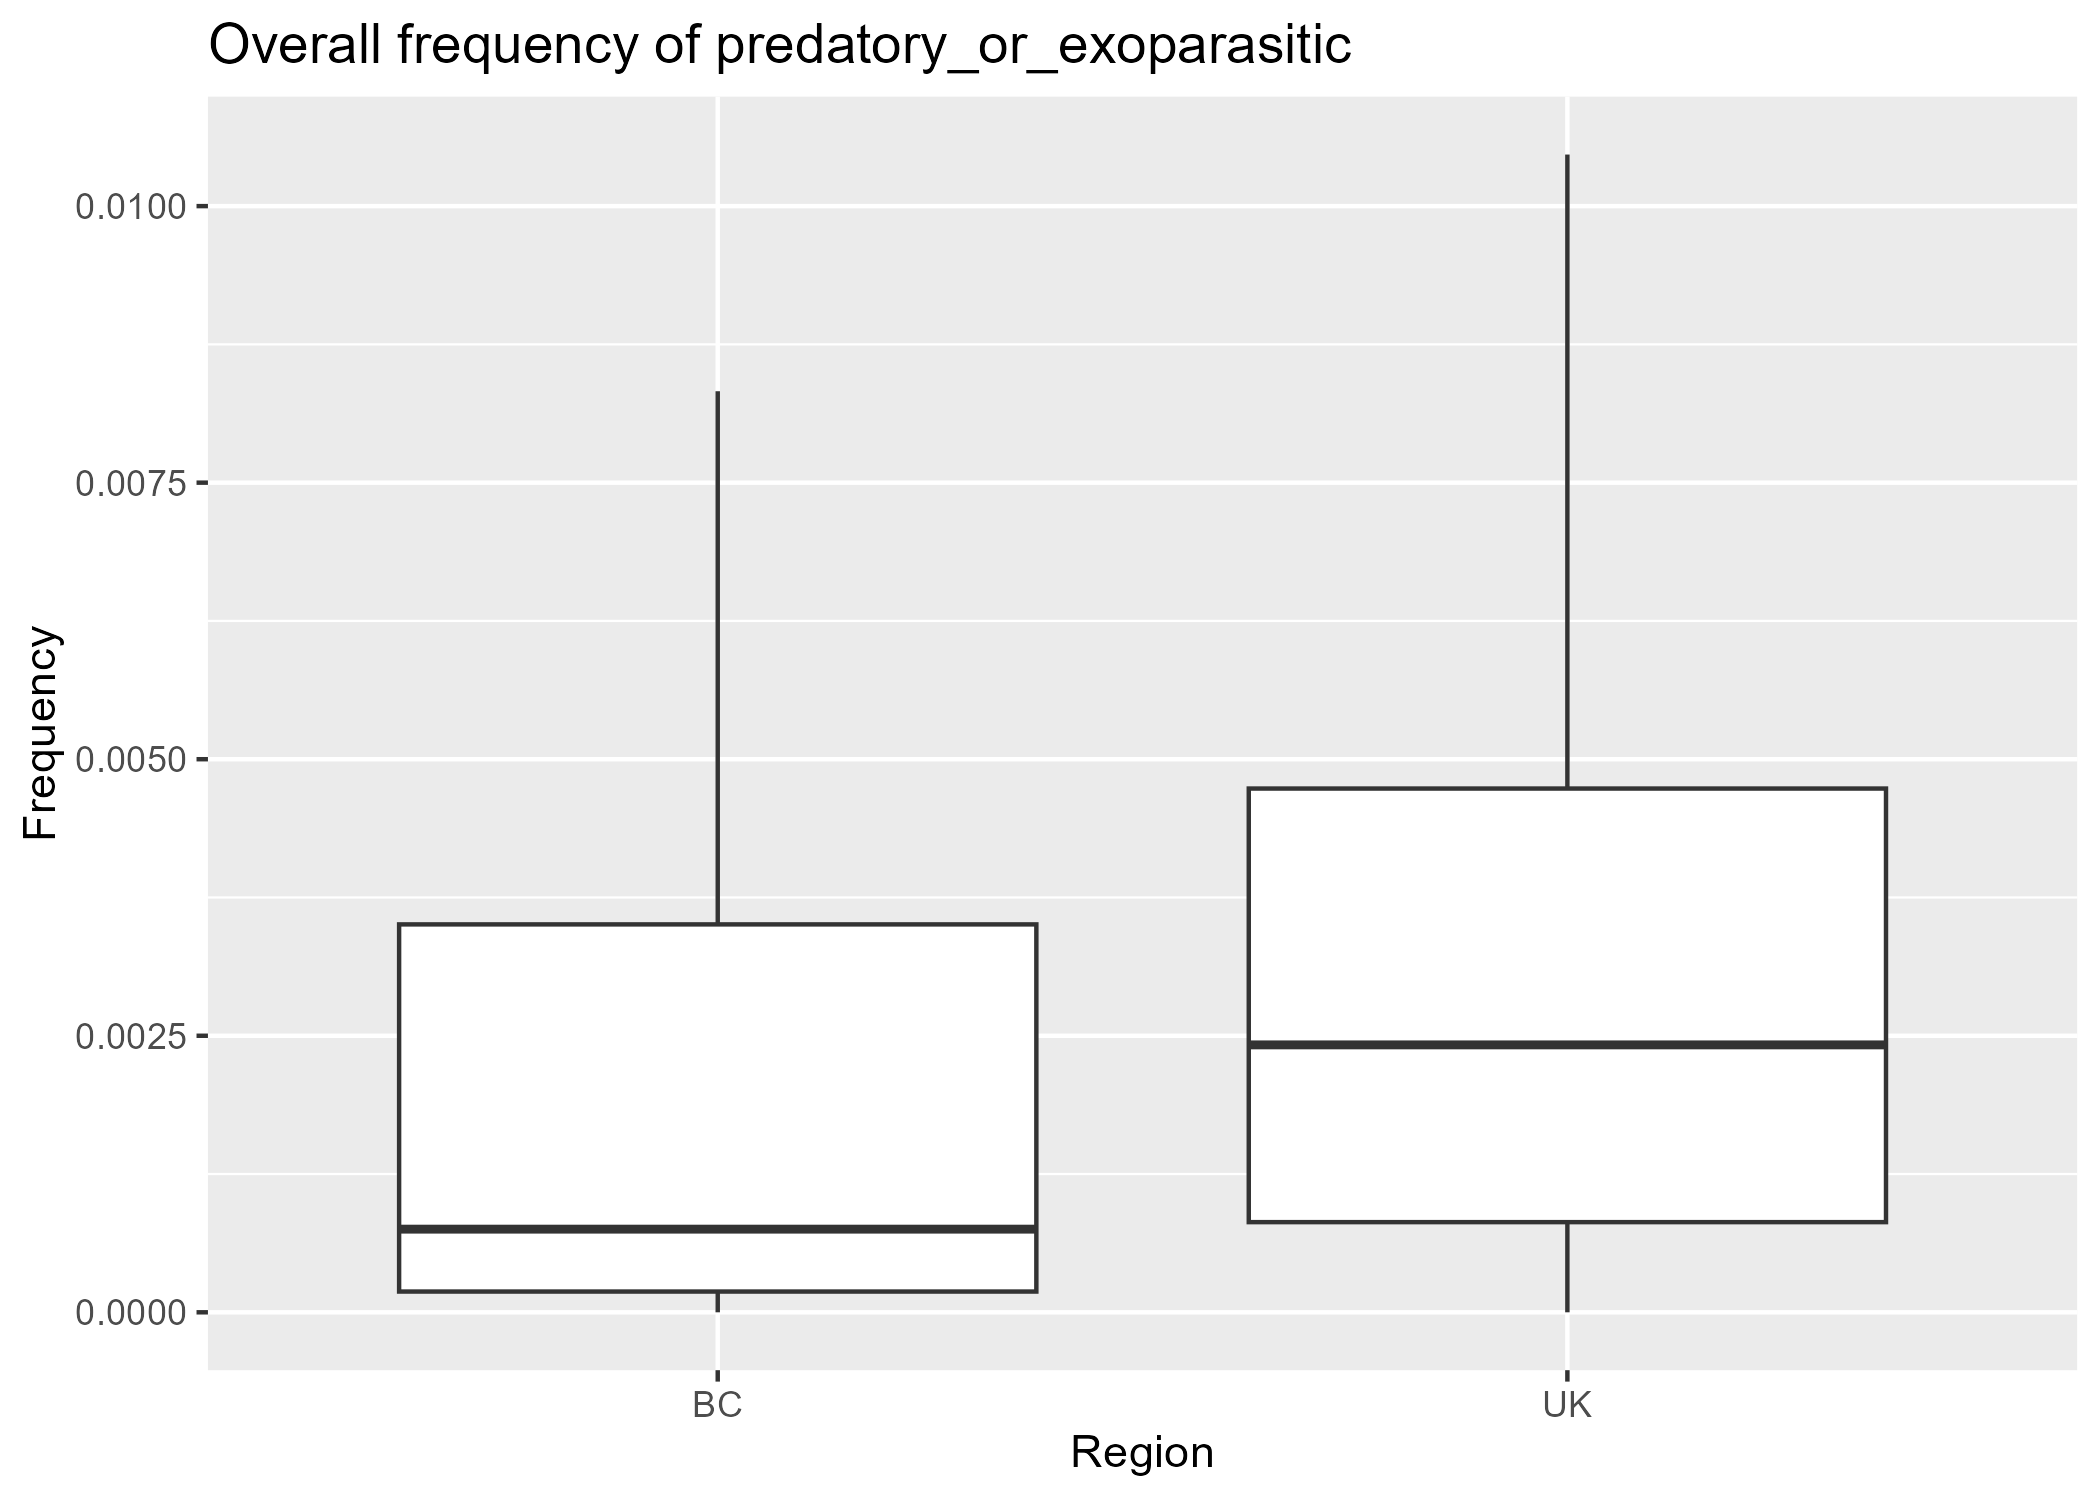 Overall frequency of predatory_or_exoparasitic
0.0100
0.0075
0.0050
0.0025
0.0000
Frequency
BC
UK
Region